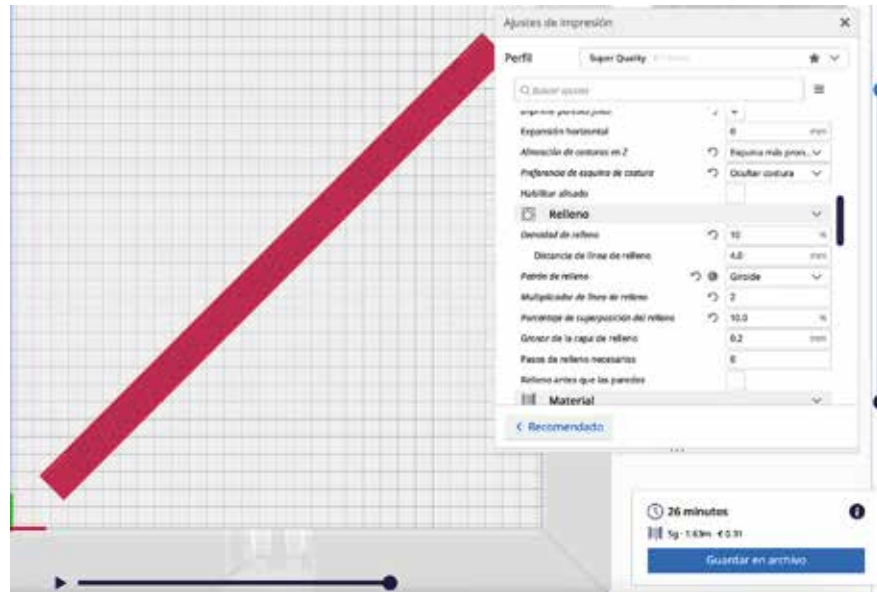 Ajustes de impresión
Perfil Super Quality
Buscar ajustes
Expansión horizontal 0 mm
Alineación de costuras en Z Esquina más pron...
Preferencia de esquina de costura Ocultar costura
Habilitar alisado
Relleno
Densidad de relleno 10 %
Distancia de línea de relleno 4.0 mm
Patrón de relleno Giroide
Multiplicador de línea de relleno 2
Porcentaje de superposición del relleno 10.0 %
Grosor de la capa de relleno 0.2 mm
Pasos de relleno necesarios 0
Relleno antes que las paredes
Material
Recomendado
26 minutos
5g · 1.63m · € 0.31
Guardar en archivo